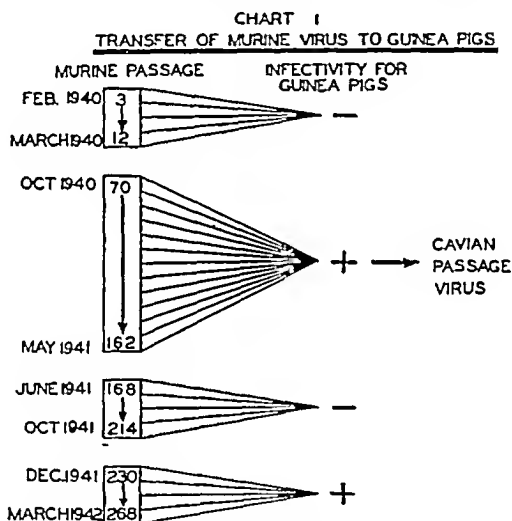 CHART 1
TRANSFER OF MURINE VIRUS TO GUINEA PIGS
MURINE PASSAGE INFECTIVITY FOR
GUINEA PIGS
FEB. 1940 3 −
MARCH 1940 12
OCT 1940 70
+ → CAVIAN
PASSAGE
VIRUS
MAY 1941 162
JUNE 1941 168
−
OCT 1941 214
DEC. 1941 230
+
MARCH 1942 268